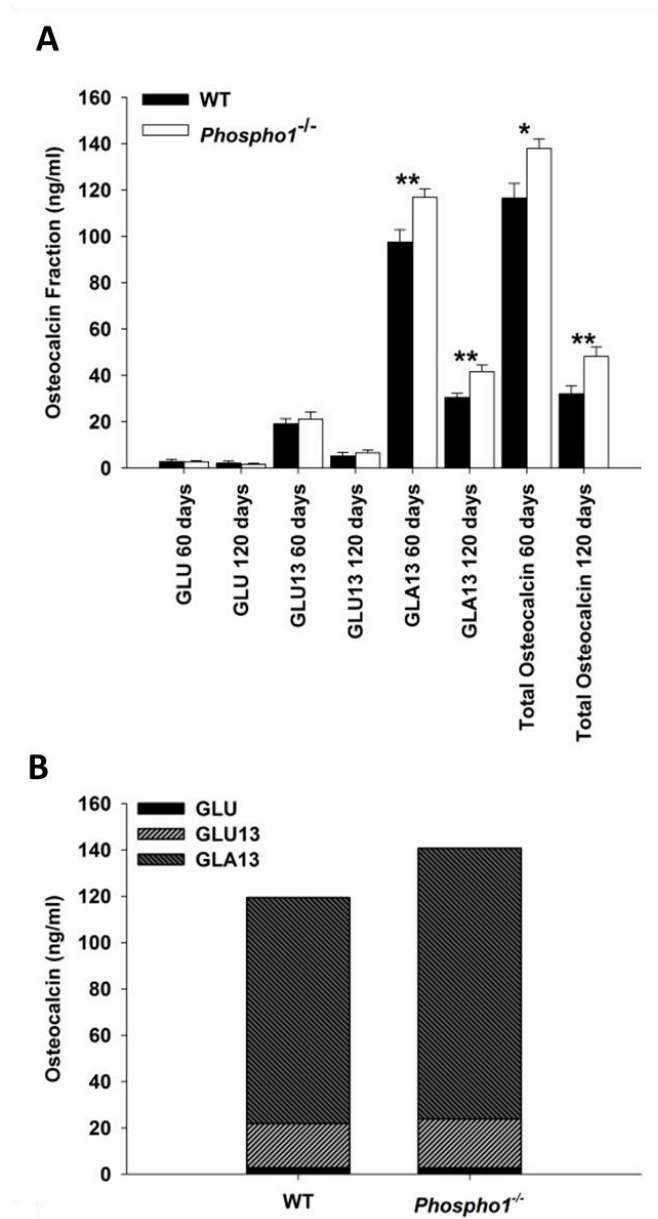 A
WT
Phospho1-/-
Osteocalcin Fraction (ng/ml)
160
140
120
100
80
60
40
20
0
**
**
*
**
GLU 60 days
GLU 120 days
GLU13 60 days
GLU13 120 days
GLA13 60 days
GLA13 120 days
Total Osteocalcin 60 days
Total Osteocalcin 120 days
B
GLU
GLU13
GLA13
Osteocalcin (ng/ml)
160
140
120
100
80
60
40
20
0
WT
Phospho1-/-